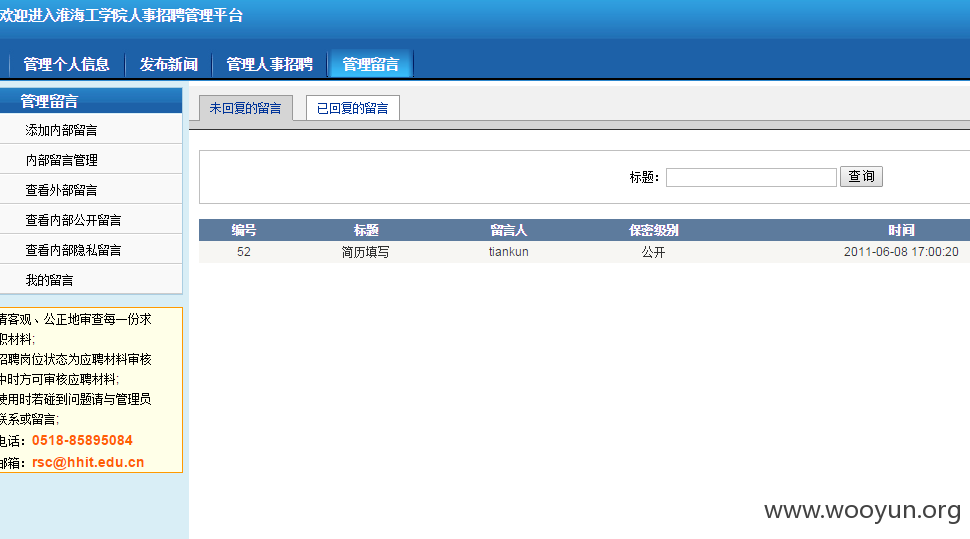 欢迎进入淮海工学院人事招聘管理平台
管理个人信息 发布新闻 管理人事招聘 管理留言
管理留言
添加内部留言
内部留言管理
查看外部留言
查看内部公开留言
查看内部隐私留言
我的留言
请客观、公正地审查每一份求
职材料;
招聘岗位状态为应聘材料审核
中时方可审核应聘材料;
使用时若碰到问题请与管理员
联系或留言;
电话：0518-85895084
邮箱：rsc@hhit.edu.cn
未回复的留言 已回复的留言
标题： 查询
编号 标题 留言人 保密级别 时间
52 简历填写 tiankun 公开 2011-06-08 17:00:20
www.wooyun.org